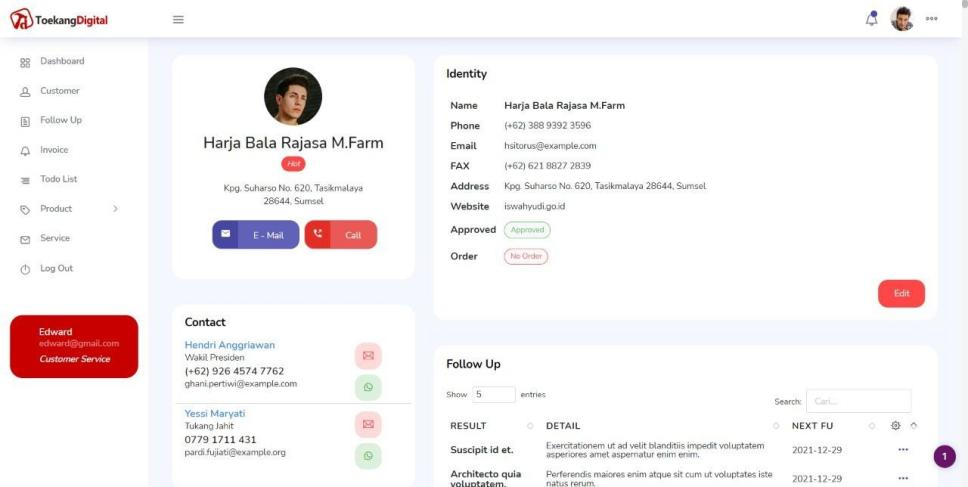 ToekangDigital
Dashboard
Customer
Follow Up
Invoice
Todo List
Product
Service
Log Out
Edward
edward@gmail.com
Customer Service
Harja Bala Rajasa M.Farm
Hot
Kpg. Suharso No. 620, Tasikmalaya
28644, Sumsel
E - Mail
Call
Contact
Hendri Anggriawan
Wakil Presiden
(+62) 926 4574 7762
ghani.pertiwi@example.com
Yessi Maryati
Tukang Jahit
0779 1711 431
pardi.fujiati@example.org
Identity
Name Harja Bala Rajasa M.Farm
Phone (+62) 388 9392 3596
Email hsitorus@example.com
FAX (+62) 621 8827 2839
Address Kpg. Suharso No. 620, Tasikmalaya 28644, Sumsel
Website iswahyudi.go.id
Approved Approved
Order No Order
Edit
Follow Up
Show 5 entries
Search: Cari...
RESULT DETAIL NEXT FU
Suscipit id et. Exercitationem ut ad velit blanditiis impedit voluptatem
asperiores amet aspernatur enim enim. 2021-12-29
Architecto quia
voluptatem. Perferendis maiores enim atque sit cum ut voluptates iste
natus rerum. 2021-12-29
1